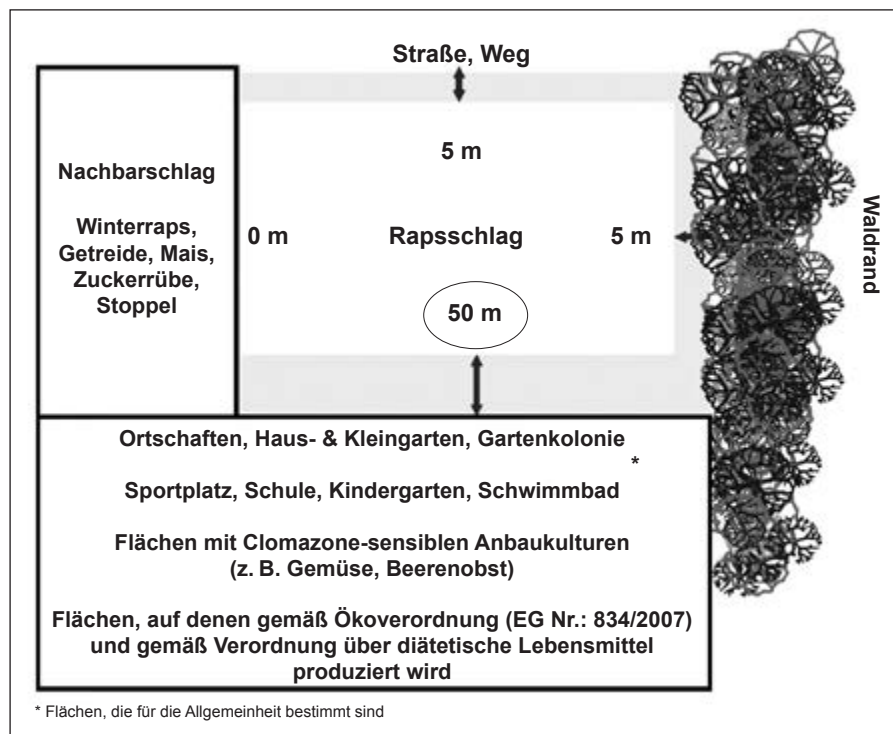 Straße, Weg
5 m
Nachbarschlag
Winterraps,
Getreide, Mais,
Zuckerrübe,
Stoppel
0 m
Rapsschlag
5 m
Waldrand
50 m
Ortschaften, Haus- & Kleingarten, Gartenkolonie
*
Sportplatz, Schule, Kindergarten, Schwimmbad
Flächen mit Clomazone-sensiblen Anbaukulturen
(z. B. Gemüse, Beerenobst)
Flächen, auf denen gemäß Ökoverordnung (EG Nr.: 834/2007)
und gemäß Verordnung über diätetische Lebensmittel
produziert wird
* Flächen, die für die Allgemeinheit bestimmt sind